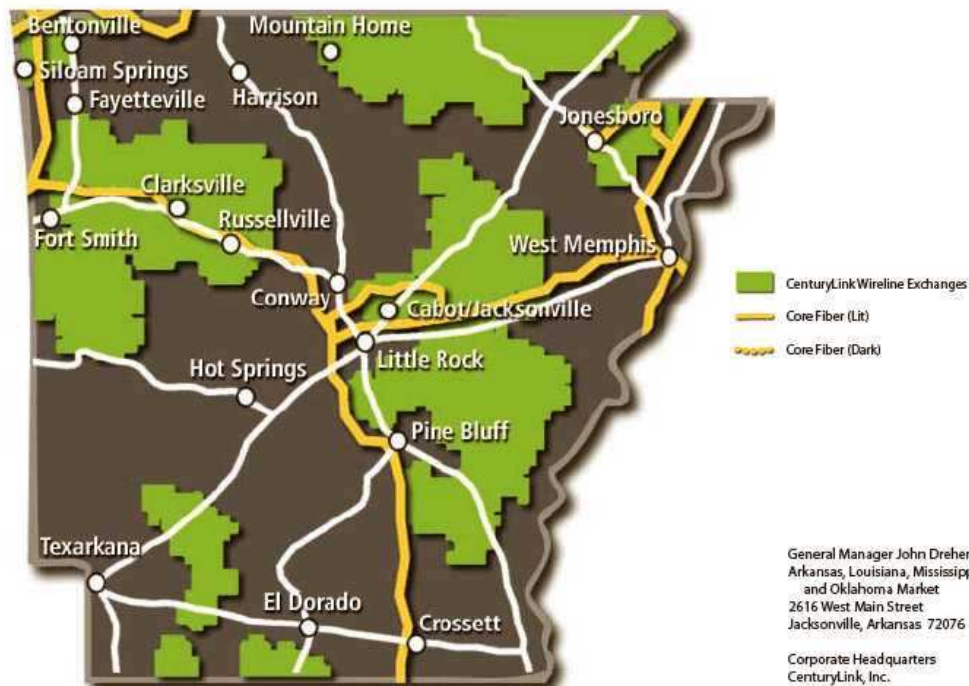 Bentonville
Mountain Home
Siloam Springs
Harrison
Fayetteville
Jonesboro
Clarksville
Russellville
Fort Smith
West Memphis
Conway
Cabot/Jacksonville
Little Rock
Hot Springs
Pine Bluff
Texarkana
El Dorado
Crossett
CenturyLink Wireline Exchanges
Core Fiber (Lit)
Core Fiber (Dark)
General Manager John Dreher
Arkansas, Louisiana, Mississipp
and Oklahoma Market
2616 West Main Street
Jacksonville, Arkansas 72076
Corporate Headquarters
CenturyLink, Inc.